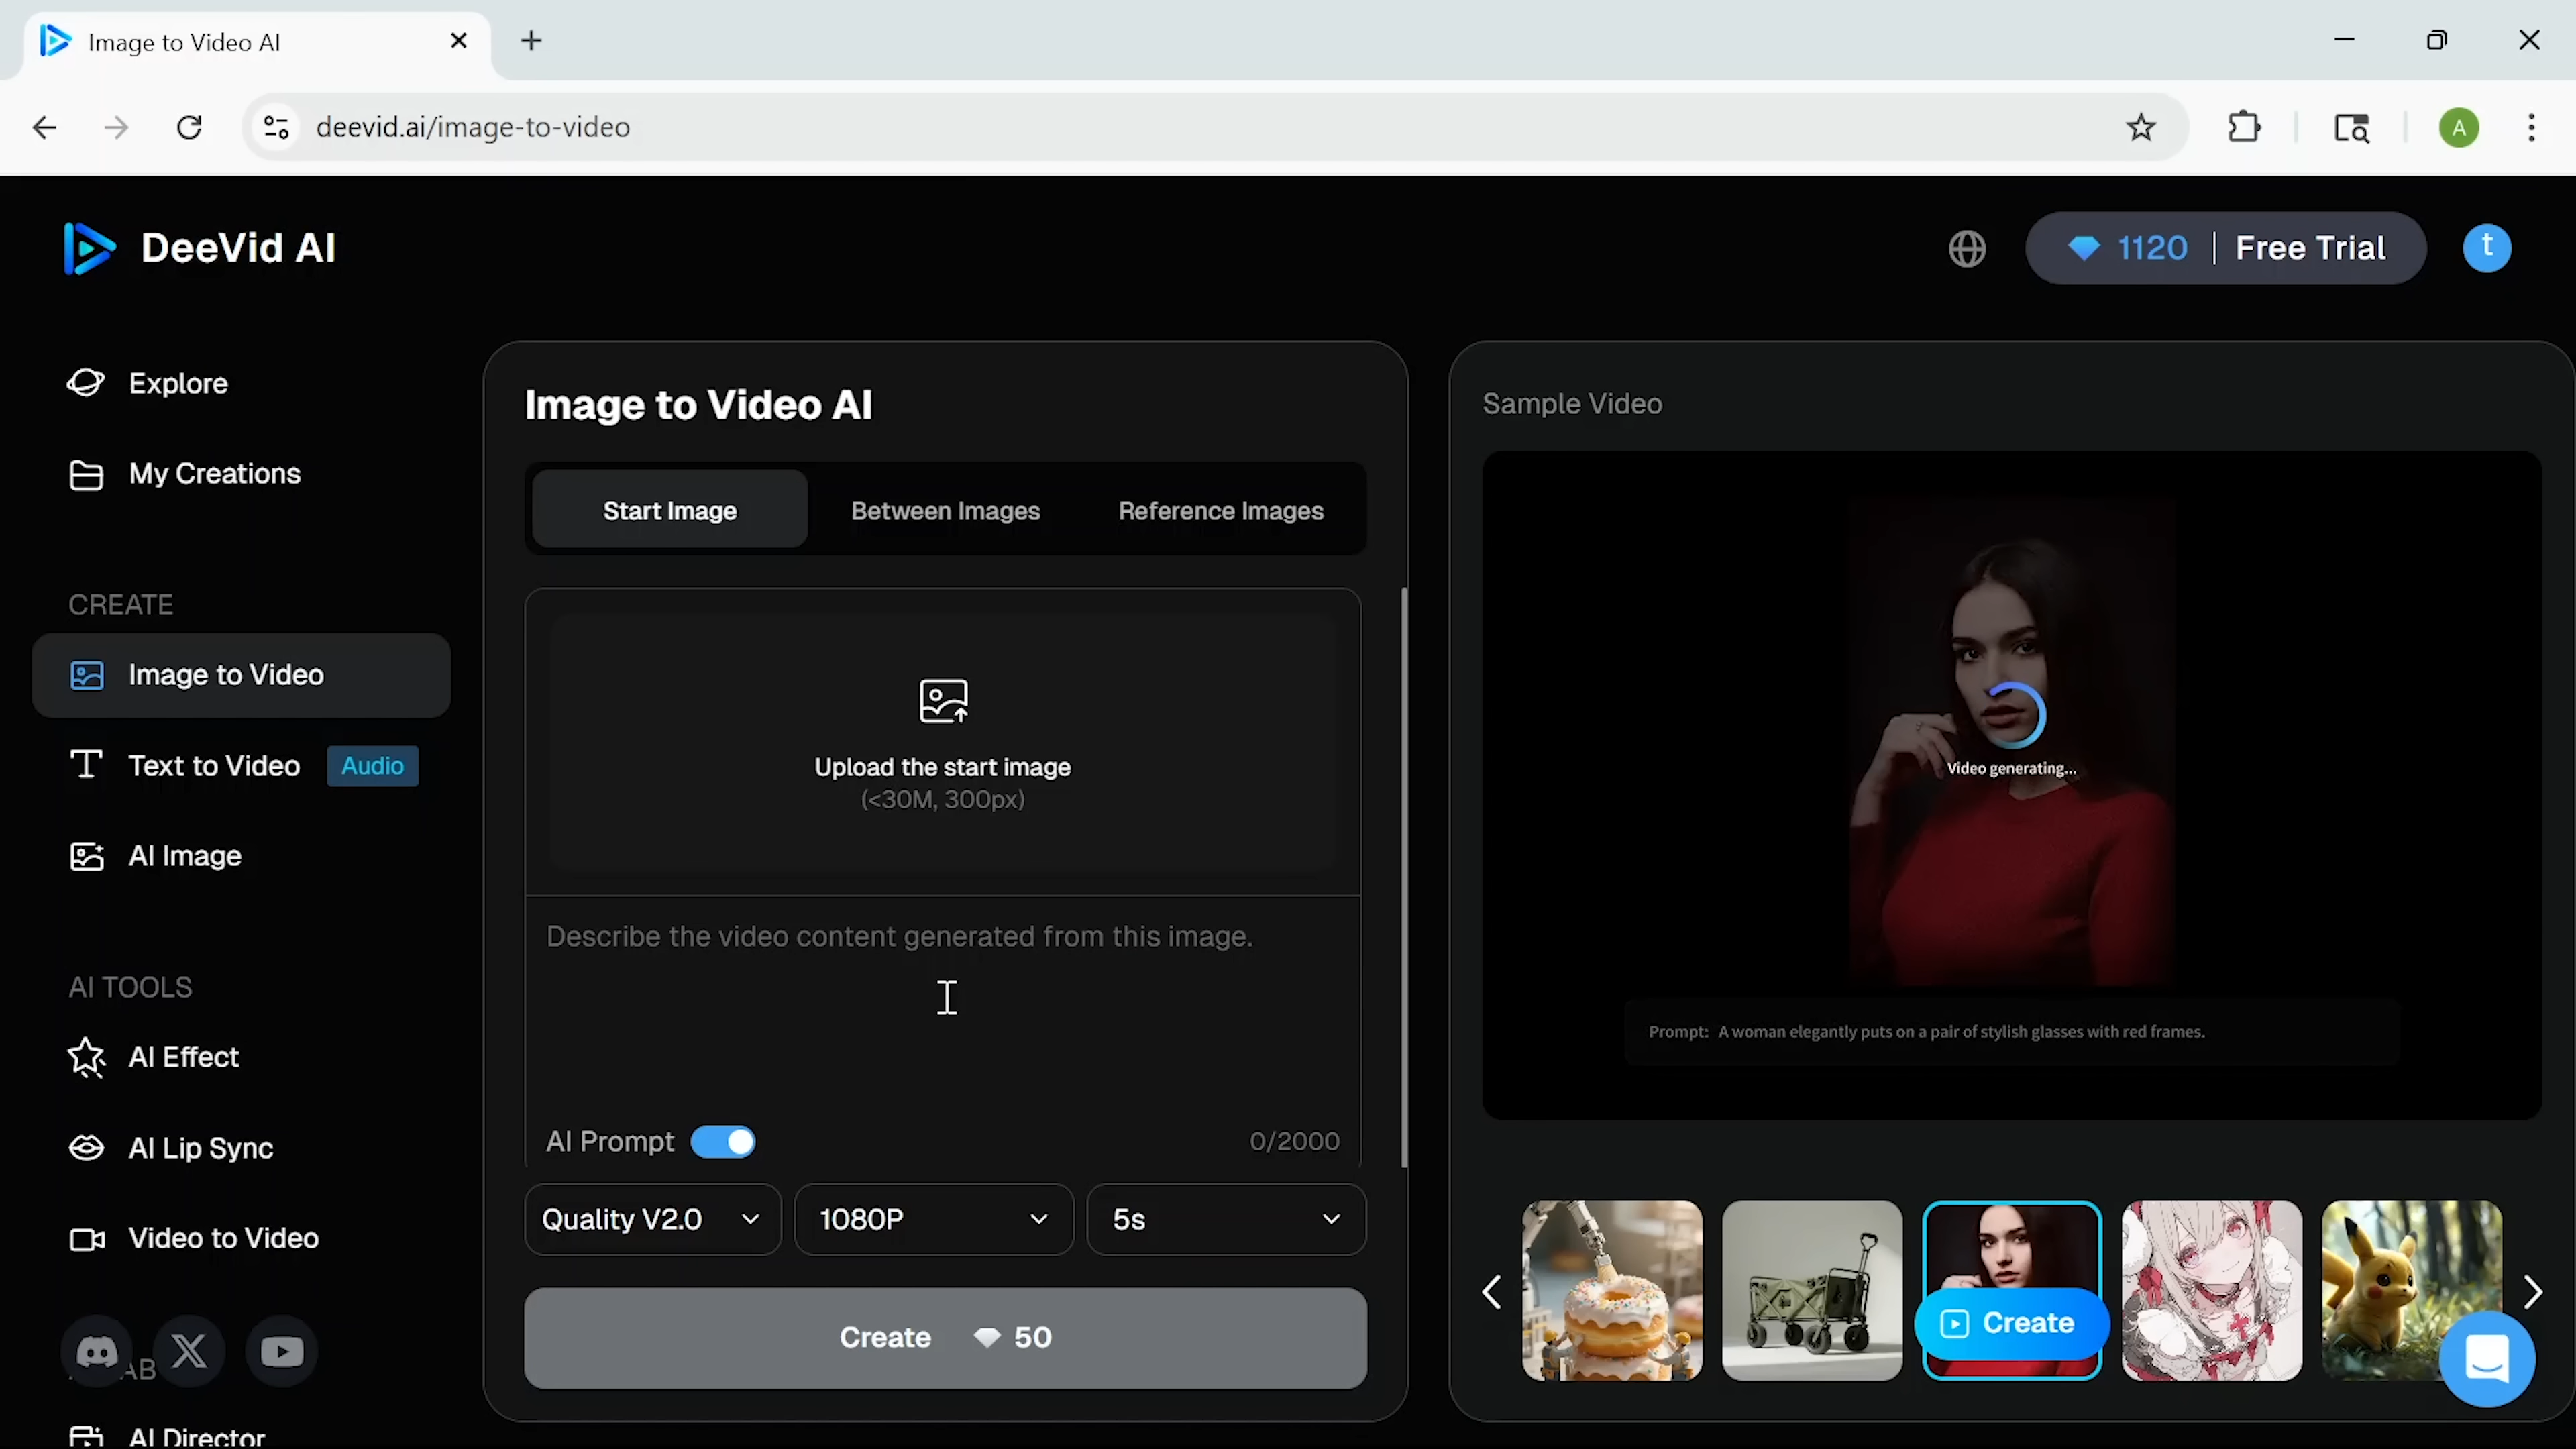 Image to Video AI
deevid.ai/image-to-video
A
DeeVid AI
1120 | Free Trial
t
Explore
My Creations
CREATE
Image to Video
Text to Video Audio
AI Image
AI TOOLS
AI Effect
AI Lip Sync
Video to Video
AB
AI Director
Image to Video AI
Start Image
Between Images
Reference Images
Upload the start image
(<30M, 300px)
Describe the video content generated from this image.
AI Prompt
0/2000
Quality V2.0
1080P
5s
Create 50
Sample Video
Video generating...
Prompt: A woman elegantly puts on a pair of stylish glasses with red frames.
Create